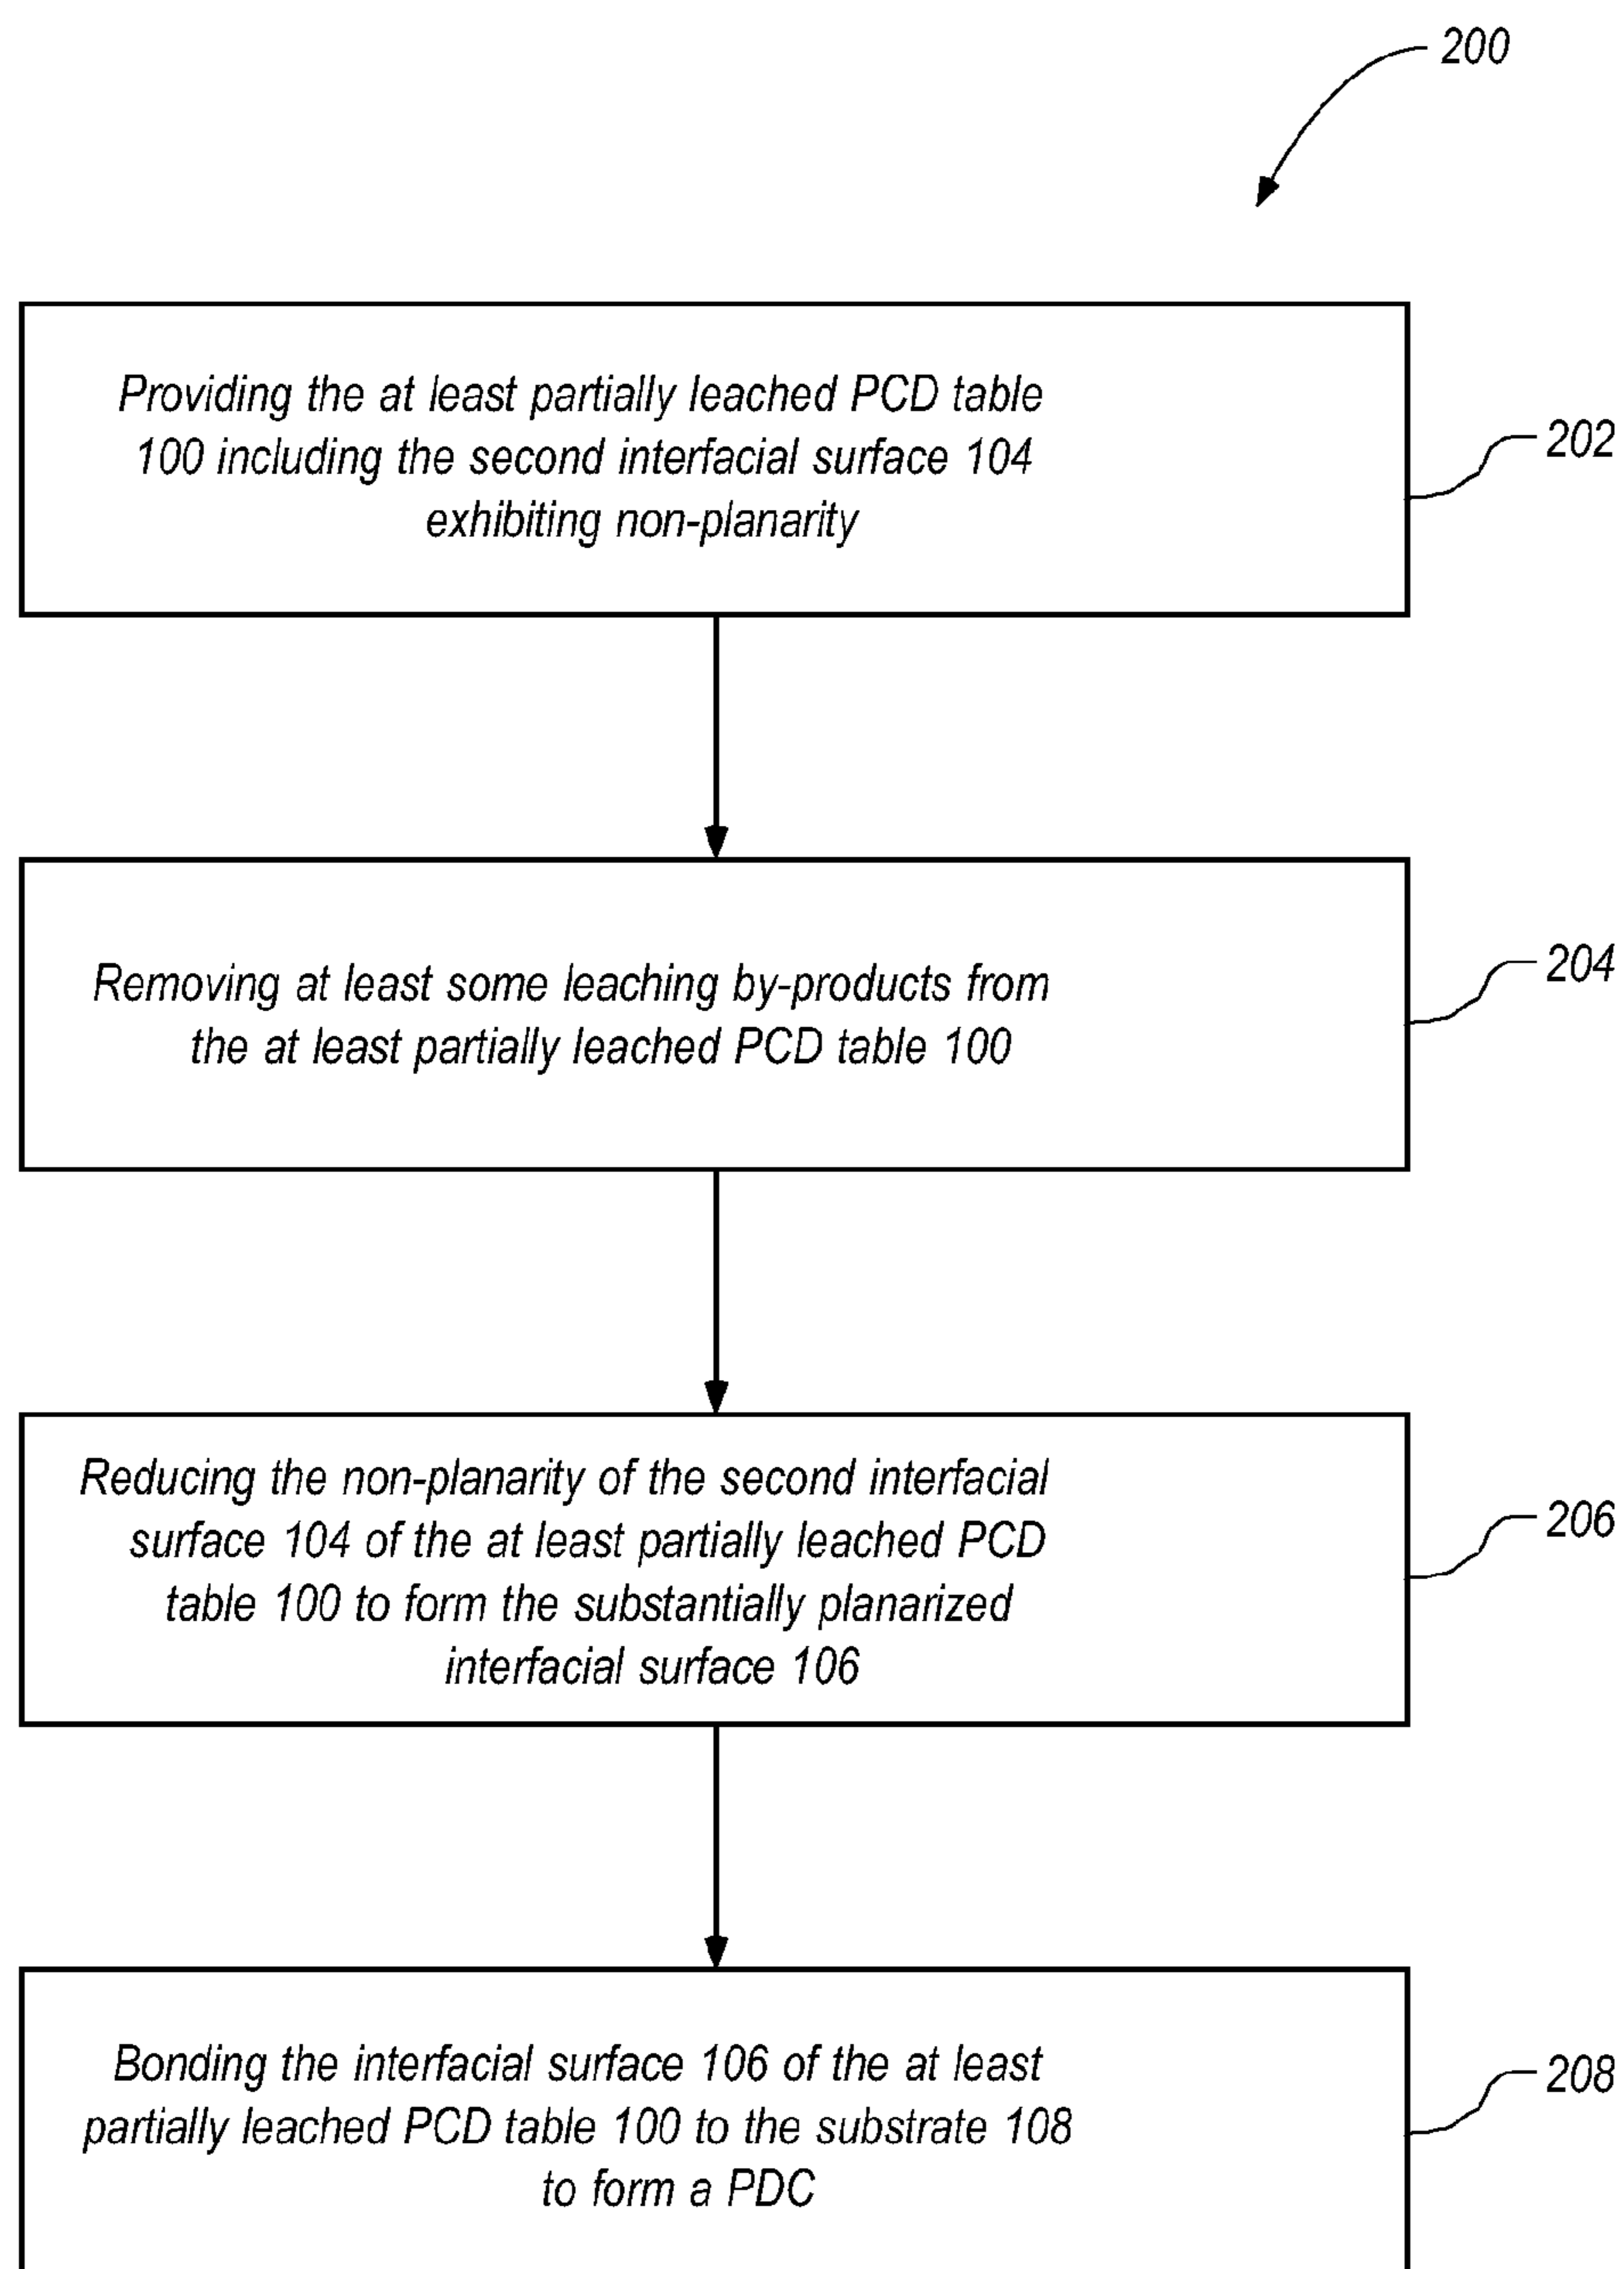 200
Providing the at least partially leached PCD table
100 including the second interfacial surface 104
exhibiting non-planarity
202
Removing at least some leaching by-products from
the at least partially leached PCD table 100
204
Reducing the non-planarity of the second interfacial
surface 104 of the at least partially leached PCD
table 100 to form the substantially planarized
interfacial surface 106
206
Bonding the interfacial surface 106 of the at least
partially leached PCD table 100 to the substrate 108
to form a PDC
208